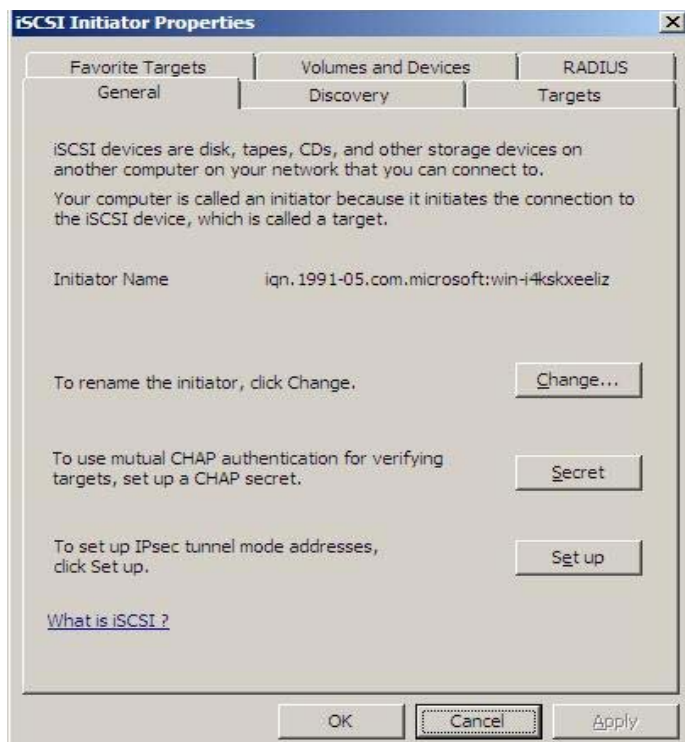 iSCSI Initiator Properties
Favorite Targets
Volumes and Devices
RADIUS
General
Discovery
Targets
iSCSI devices are disk, tapes, CDs, and other storage devices on
another computer on your network that you can connect to.
Your computer is called an initiator because it initiates the connection to
the iSCSI device, which is called a target.
Initiator Name iqn.1991-05.com.microsoft:win-i4kskxeeliz
To rename the initiator, click Change.
Change...
To use mutual CHAP authentication for verifying
targets, set up a CHAP secret.
Secret
To set up IPsec tunnel mode addresses,
click Set up.
Set up
What is iSCSI ?
OK
Cancel
Apply